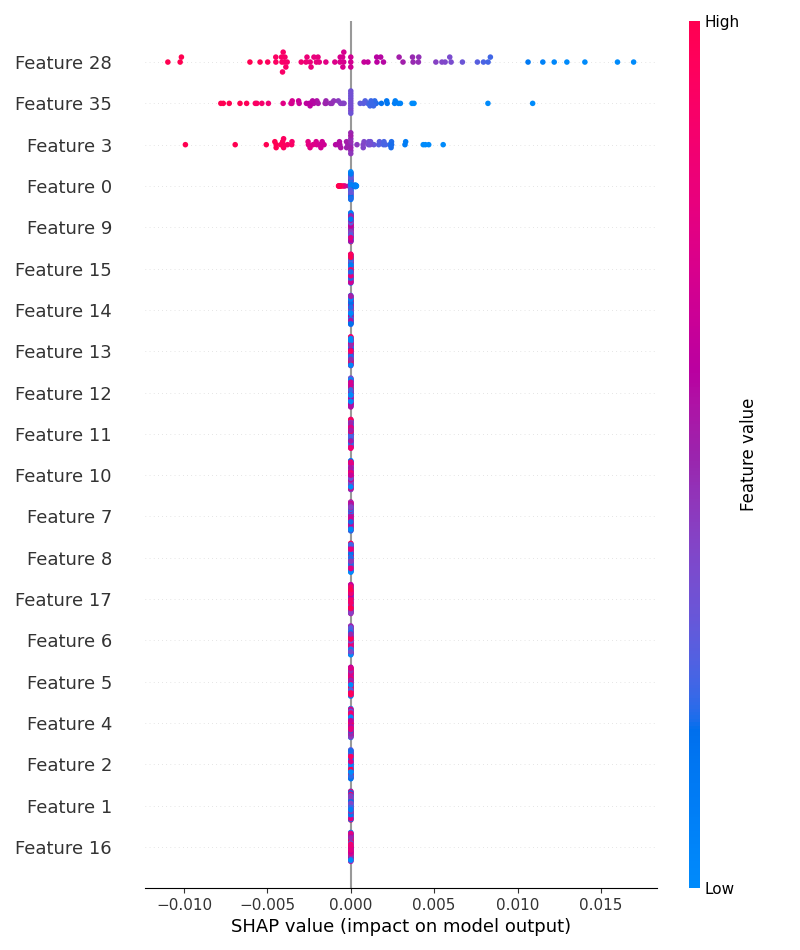 High
Feature 28
Feature 35
Feature 3
Feature 0
Feature 9
Feature 15
Feature 14
Feature 13
Feature 12
Feature 11
Feature 10
Feature 7
Feature 8
Feature 17
Feature 6
Feature 5
Feature 4
Feature 2
Feature 1
Feature 16
Feature value
Low
−0.010 −0.005 0.000 0.005 0.010 0.015
SHAP value (impact on model output)